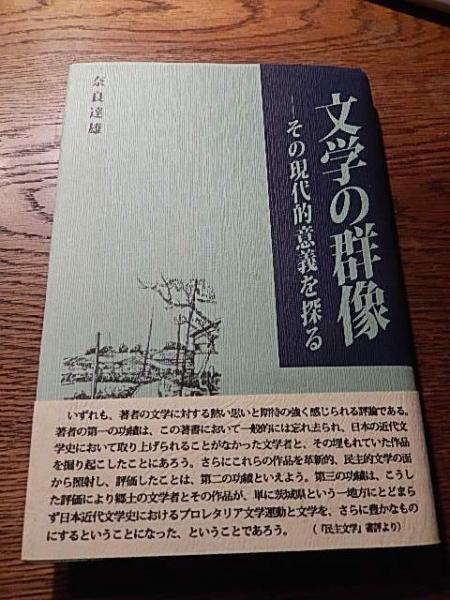 文学の群像
―その現代的意義を探る
奈良達雄
いずれも、著者の文学に対する熱い思いと期待の強く感じられる評論である。
著者の第一の功績は、この著書において一般的には忘れ去られ、日本の近代文
学史において取り上げられることがなかった文学者と、その埋もれていた作品
を掘り起こしたことにあろう。さらにこれらの作品を革新的、民主的文学の面
から照射し、評価したことは、第二の功績といえよう。第三の功績は、こうし
た評価により郷土の文学者とその作品が、単に茨城県という一地方にとどまら
ず日本近代文学史におけるプロレタリア文学運動と文学を、さらに豊かなもの
にするということになった、ということであろう。（『民主文学』書評より）